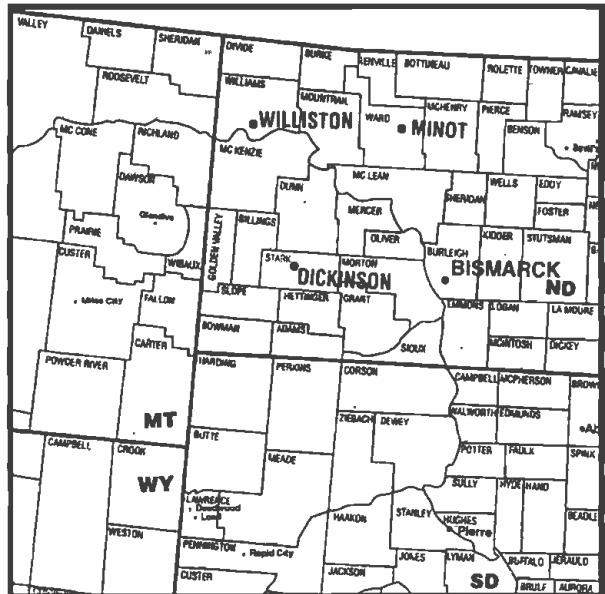 VALLEY
DANIELS
SHERIDAN
DIVIDE
BURKE
RENVILLE
BOTTINEAU
ROLETTE
TOWNER
CAVALIE
ROOSEVELT
WILLIAMS
MOUNTRAIL
WARD
MCHENRY
PIERCE
RAMSEY
BENSON
WILLISTON
MINOT
MC CONE
RICHLAND
MC KENZIE
MC LEAN
DAWSON
DUNN
SHERIDAN
WELLS
EDDY
FOSTER
Glendive
MERCER
BILLINGS
GOLDEN VALLEY
OLIVER
PRAIRIE
CUSTER
WIBAUX
STARK
MORTON
BURLEIGH
KIDDER
STUTSMAN
DICKINSON
BISMARCK
ND
Miles City
FALLON
SLOPE
HETTINGER
GRANT
EMMONS
LOGAN
LA MOURE
BOWMAN
ADAMS
SIOUX
MCINTOSH
DICKEY
CARTER
POWDER RIVER
HARDING
PERKINS
CORSON
CAMPBELL
MCPHERSON
BROW
MT
ZIEBACH
DEWEY
WALWORTH
EDMUNDS
Ab
CAMPBELL
CROOK
BUTTE
MEADE
POTTER
FAULK
SPINK
WY
SULLY
HYDE
HAND
LAWRENCE
Deadwood
Lead
HAAKON
STANLEY
HUGHES
Pierre
BEADLE
WESTON
PENNINGTON
Rapid City
JONES
LYMAN
BUFFALO
JERAULD
CUSTER
JACKSON
SD
BRULE
AURORA